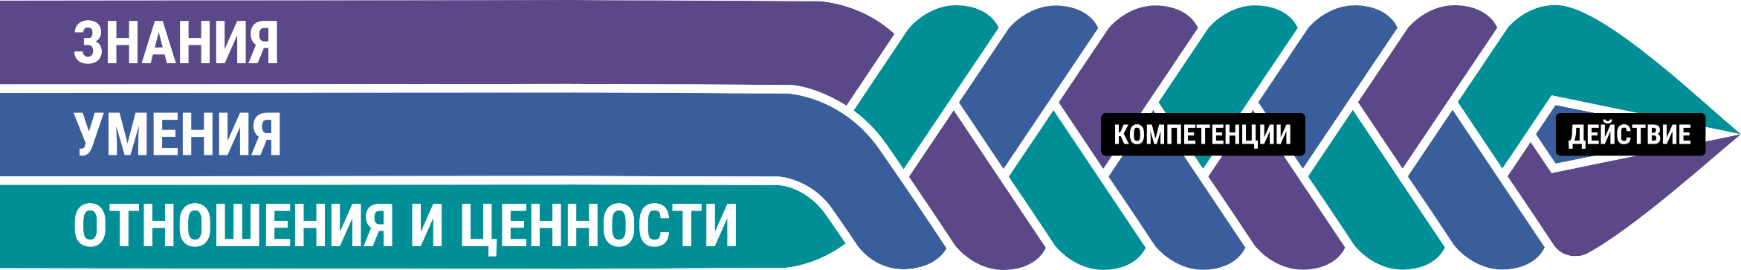 ЗНАНИЯ
УМЕНИЯ
ОТНОШЕНИЯ И ЦЕННОСТИ
КОМПЕТЕНЦИИ
ДЕЙСТВИЕ